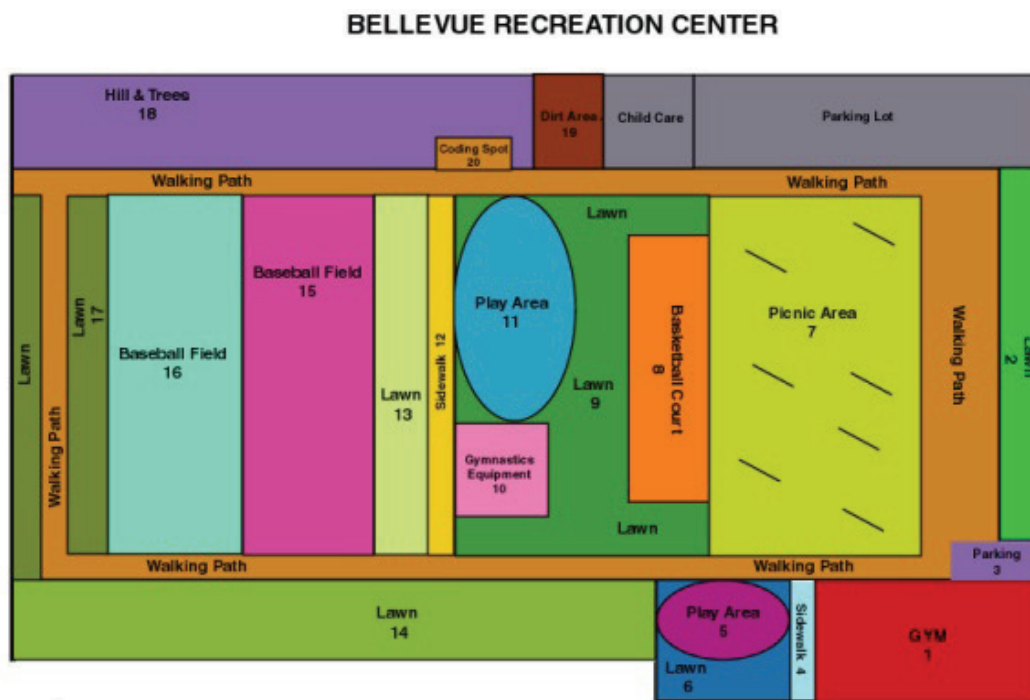 BELLEVUE RECREATION CENTER
Hill & Trees
18
Dirt Area
19
Child Care
Parking Lot
Coding Spot
20
Walking Path
Walking Path
Lawn
Lawn
17
Baseball Field
16
Baseball Field
15
Lawn
13
Sidewalk 12
Play Area
11
Lawn
Lawn
9
Basketball Court
8
Picnic Area
7
Walking Path
Lawn
2
Walking Path
Gymnastics
Equipment
10
Lawn
Walking Path
Walking Path
Parking
3
Lawn
14
Play Area
5
Lawn
6
Sidewalk 4
GYM
1